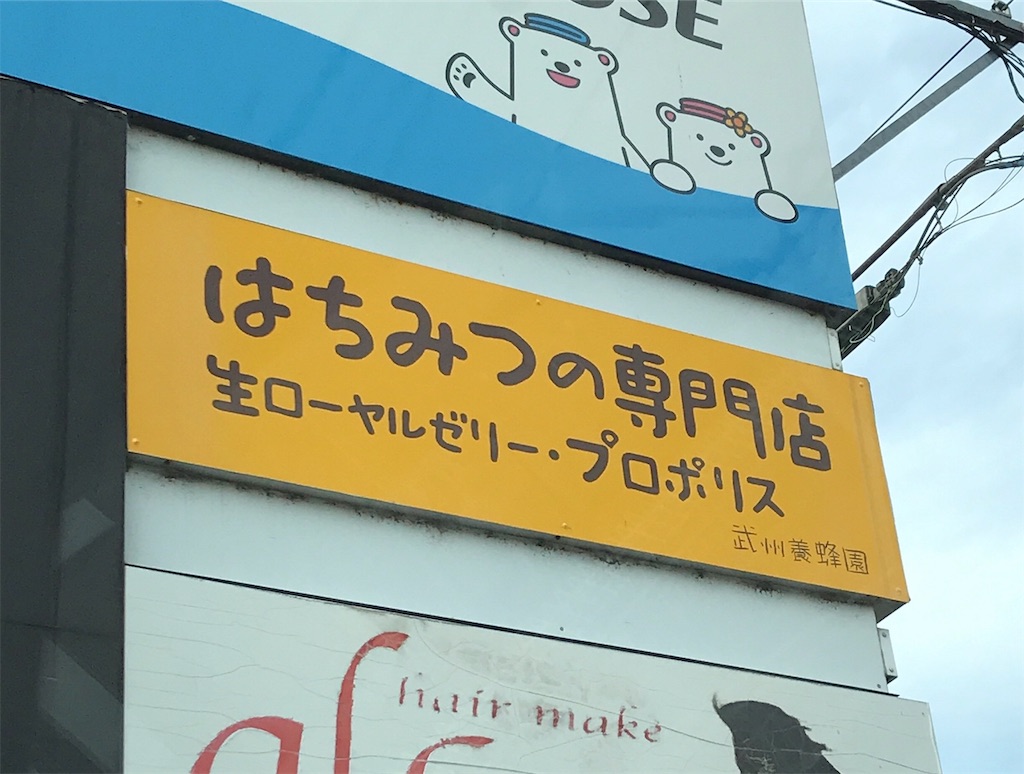 はちみつの専門店
生ローヤルゼリー・プロポリス
武州養蜂園
hair make